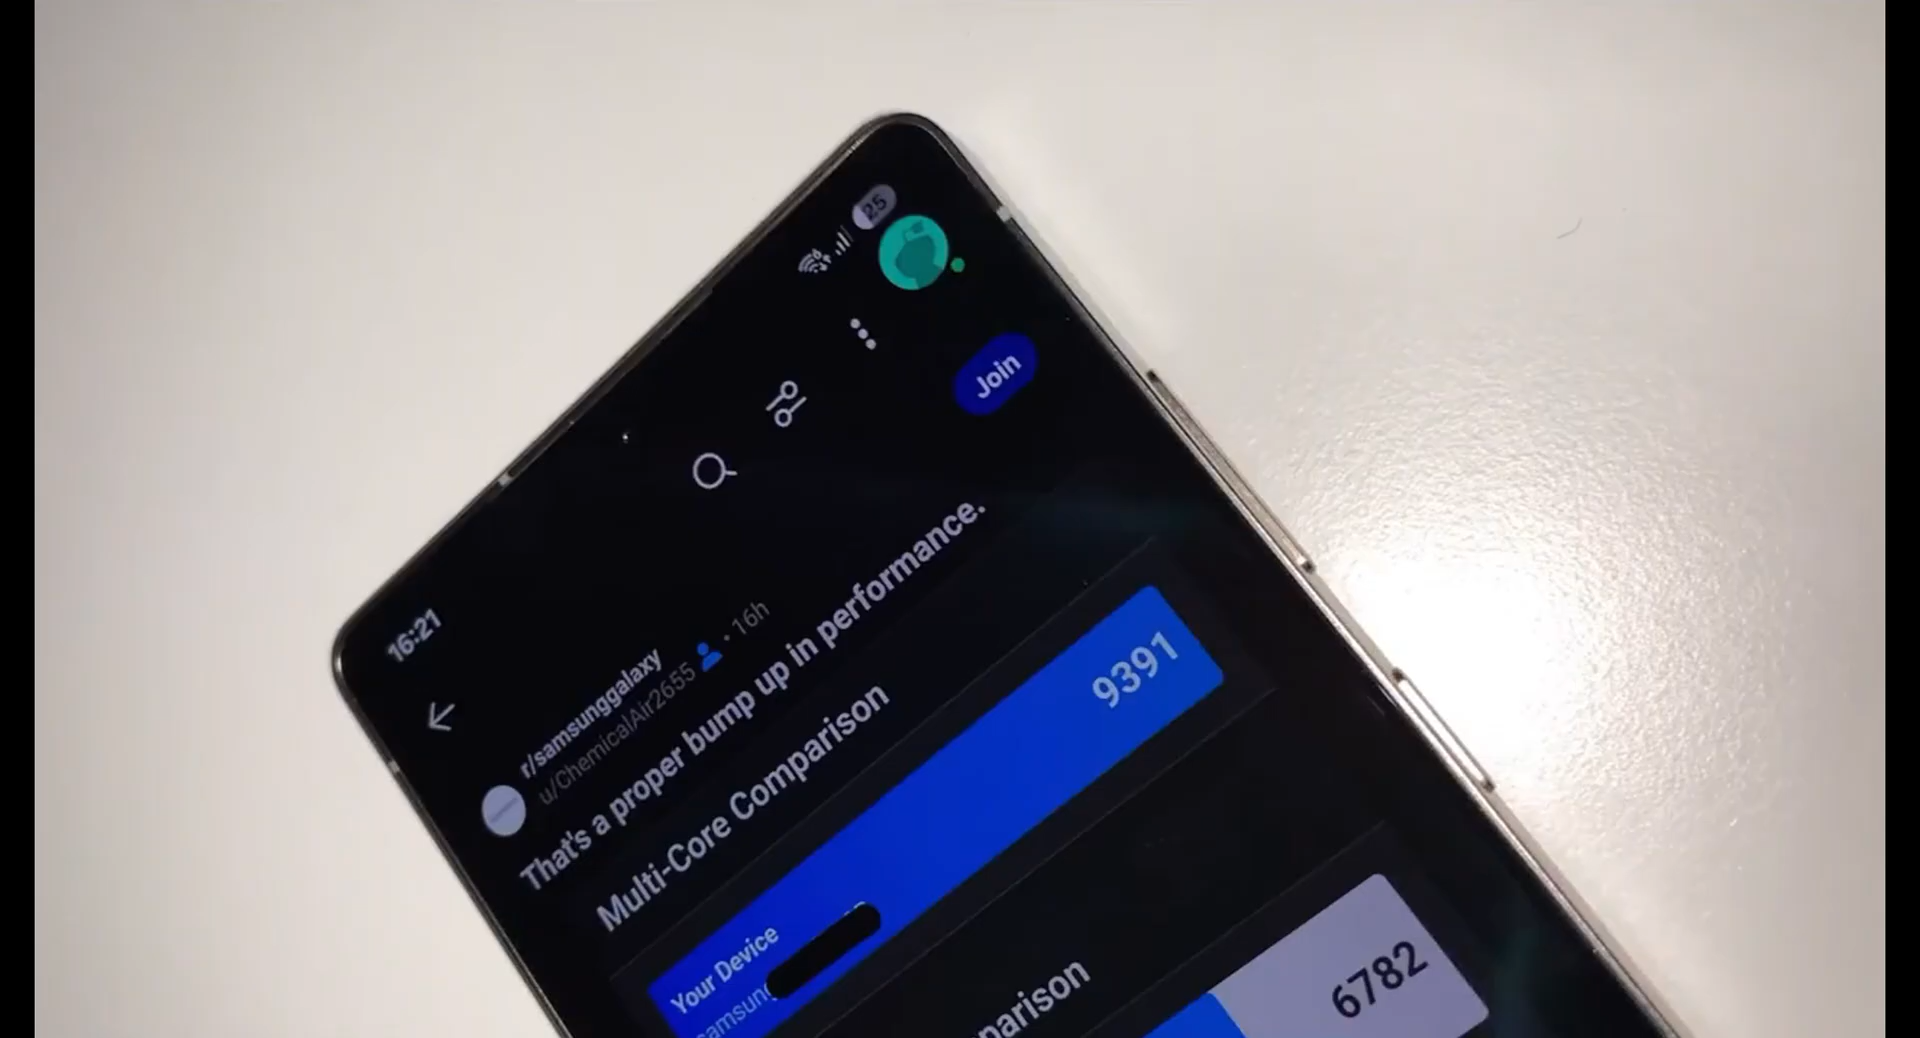 16:21
25
Join
r/samsunggalaxy
u/ChemicalAir2655 • 16h
That's a proper bump up in performance.
Multi-Core Comparison
9391
Your Device
parison
6782